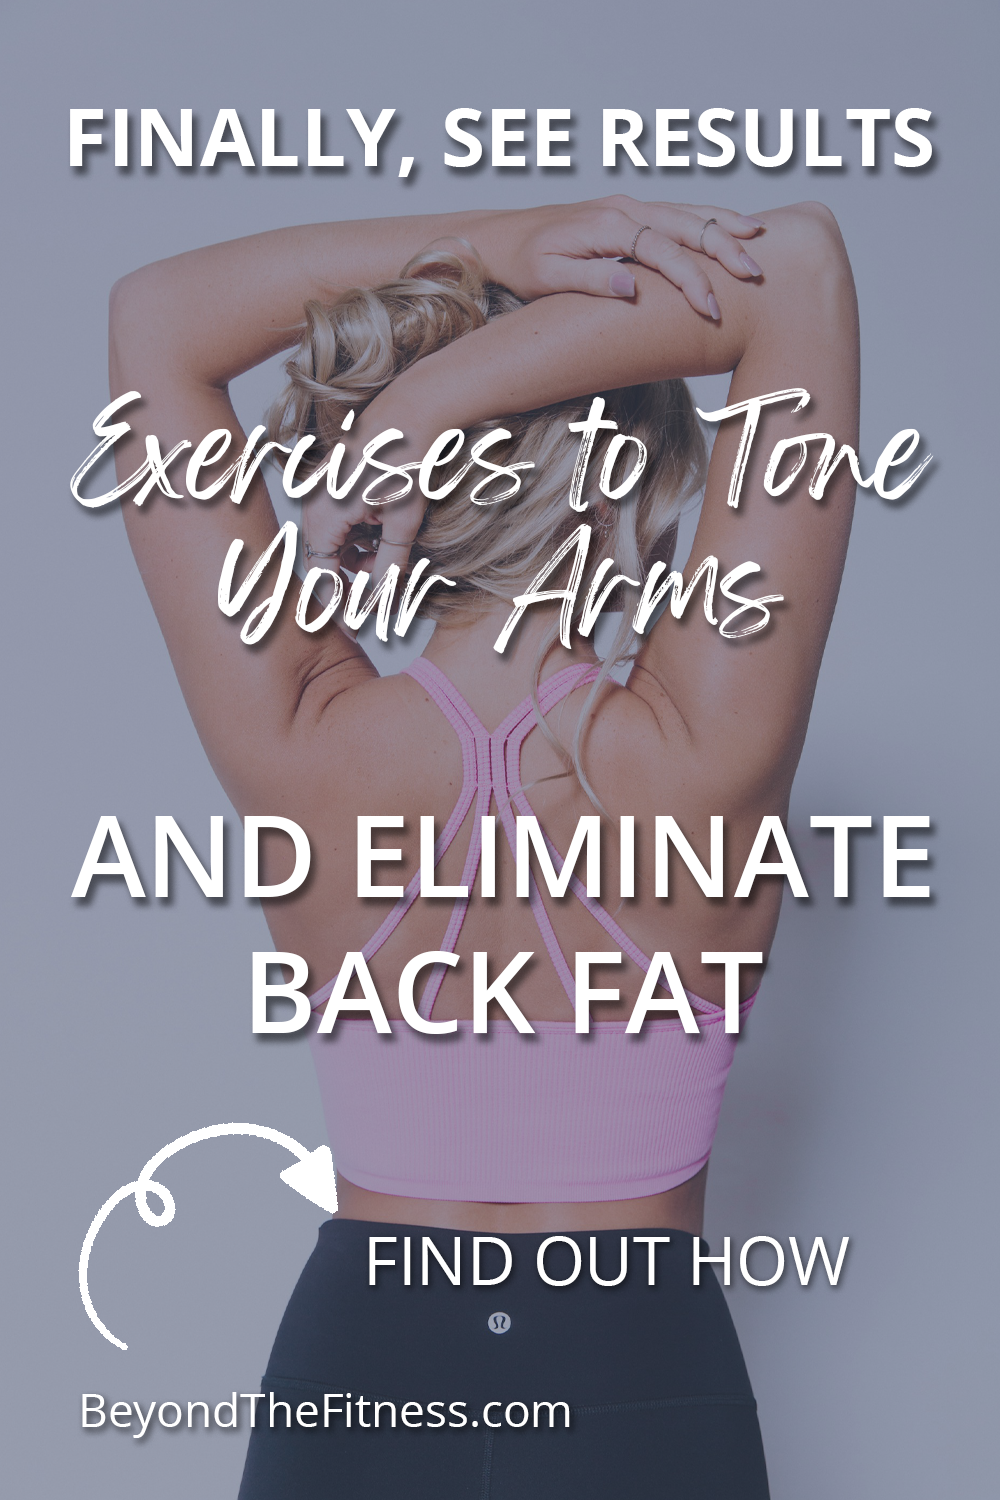 FINALLY, SEE RESULTS
Exercises to Tone
Your Arms
AND ELIMINATE
BACK FAT
FIND OUT HOW
BeyondTheFitness.com